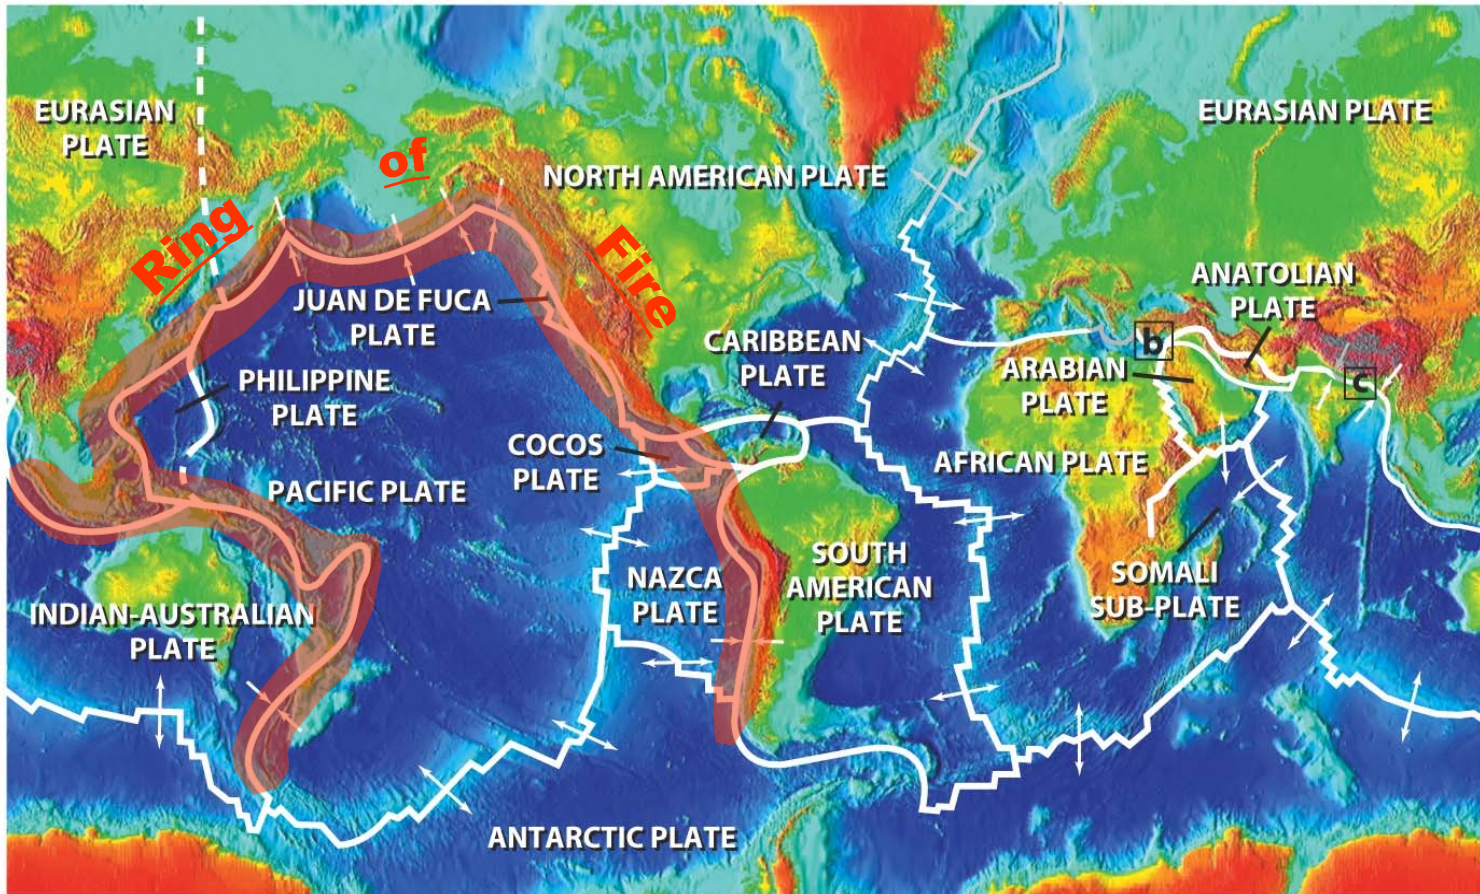 EURASIAN
PLATE
of
NORTH AMERICAN PLATE
EURASIAN PLATE
Ring
Fire
JUAN DE FUCA
PLATE
CARIBBEAN
PLATE
b
ANATOLIAN
PLATE
ARABIAN
PLATE
c
PHILIPPINE
PLATE
COCOS
PLATE
PACIFIC PLATE
AFRICAN PLATE
INDIAN-AUSTRALIAN
PLATE
NAZCA
PLATE
SOUTH
AMERICAN
PLATE
SOMALI
SUB-PLATE
ANTARCTIC PLATE